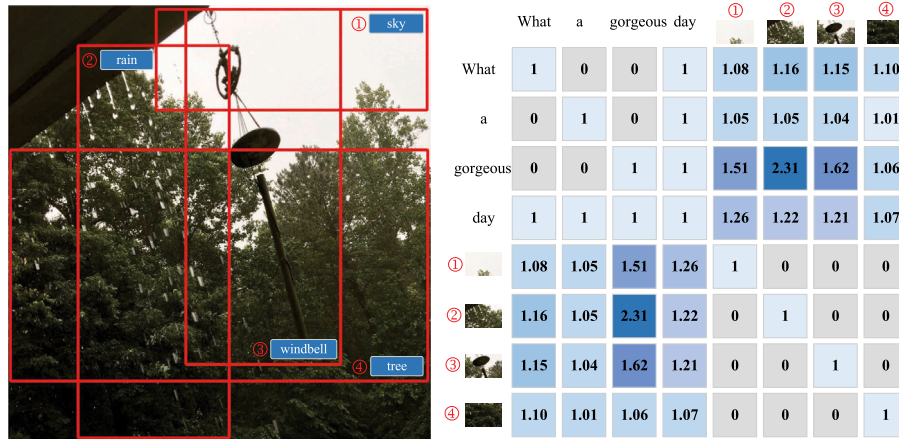 ① sky
② rain
③ windbell
④ tree
What a gorgeous day ① ② ③ ④
What 1 0 0 1 1.08 1.16 1.15 1.10
a 0 1 0 1 1.05 1.05 1.04 1.01
gorgeous 0 0 1 1 1.51 2.31 1.62 1.06
day 1 1 1 1 1.26 1.22 1.21 1.07
① 1.08 1.05 1.51 1.26 1 0 0 0
② 1.16 1.05 2.31 1.22 0 1 0 0
③ 1.15 1.04 1.62 1.21 0 0 1 0
④ 1.10 1.01 1.06 1.07 0 0 0 1